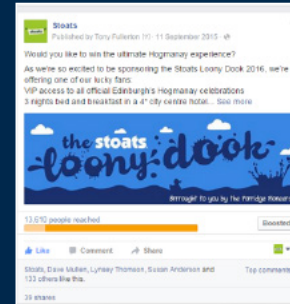 Stoats
Published by Tony Fullerton [?] · 11 September 2015 ·
Would you like to win the ultimate Hogmanay experience?
As we're so excited to be sponsoring the Stoats Loony Dook 2016, we're
offering one of our lucky fans:
VIP access to all official Edinburgh's Hogmanay celebrations
3 nights bed and breakfast in a 4* city centre hotel... See more
the stoats
loony dook
Brrrought to you by the Porridge Pioneers
13,610 people reached
Boosted
Like Comment Share
Stoats, Dave Mullen, Lynsey Thomson, Susan Anderson and
133 others like this.
Top comments
39 shares